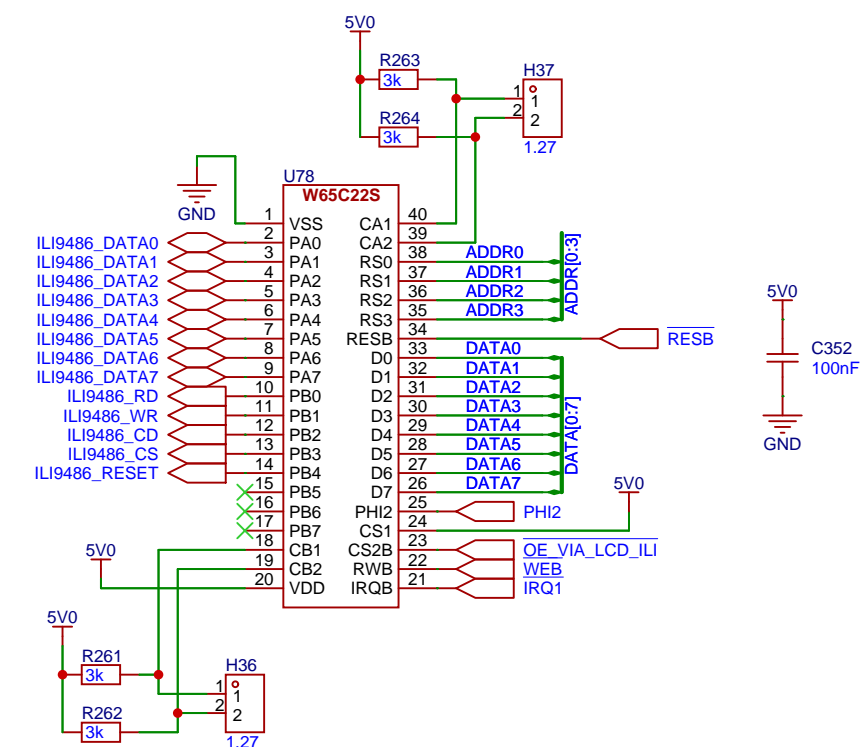 5V0
R263
3k
R264
3k
H37
1 1
2 2
1.27
GND
U78
W65C22S
1 VSS CA1 40
ILI9486_DATA0 2 PA0 CA2 39
ILI9486_DATA1 3 PA1 RS0 38 ADDR0
ILI9486_DATA2 4 PA2 RS1 37 ADDR1
ILI9486_DATA3 5 PA3 RS2 36 ADDR2
ILI9486_DATA4 6 PA4 RS3 35 ADDR3
ADDR[0:3]
ILI9486_DATA5 7 PA5 RESB 34 RESB
ILI9486_DATA6 8 PA6 D0 33 DATA0
ILI9486_DATA7 9 PA7 D1 32 DATA1
ILI9486_RD 10 PB0 D2 31 DATA2
ILI9486_WR 11 PB1 D3 30 DATA3
ILI9486_CD 12 PB2 D4 29 DATA4
ILI9486_CS 13 PB3 D5 28 DATA5
ILI9486_RESET 14 PB4 D6 27 DATA6
15 PB5 D7 26 DATA7
DATA[0:7]
16 PB6 PHI2 25 PHI2
17 PB7 CS1 24 5V0
18 CB1 CS2B 23 OE_VIA_LCD_ILI
19 CB2 RWB 22 WEB
5V0 20 VDD IRQB 21 IRQ1
5V0
C352
100nF
GND
5V0
R261
3k
R262
3k
H36
1 1
2 2
1.27